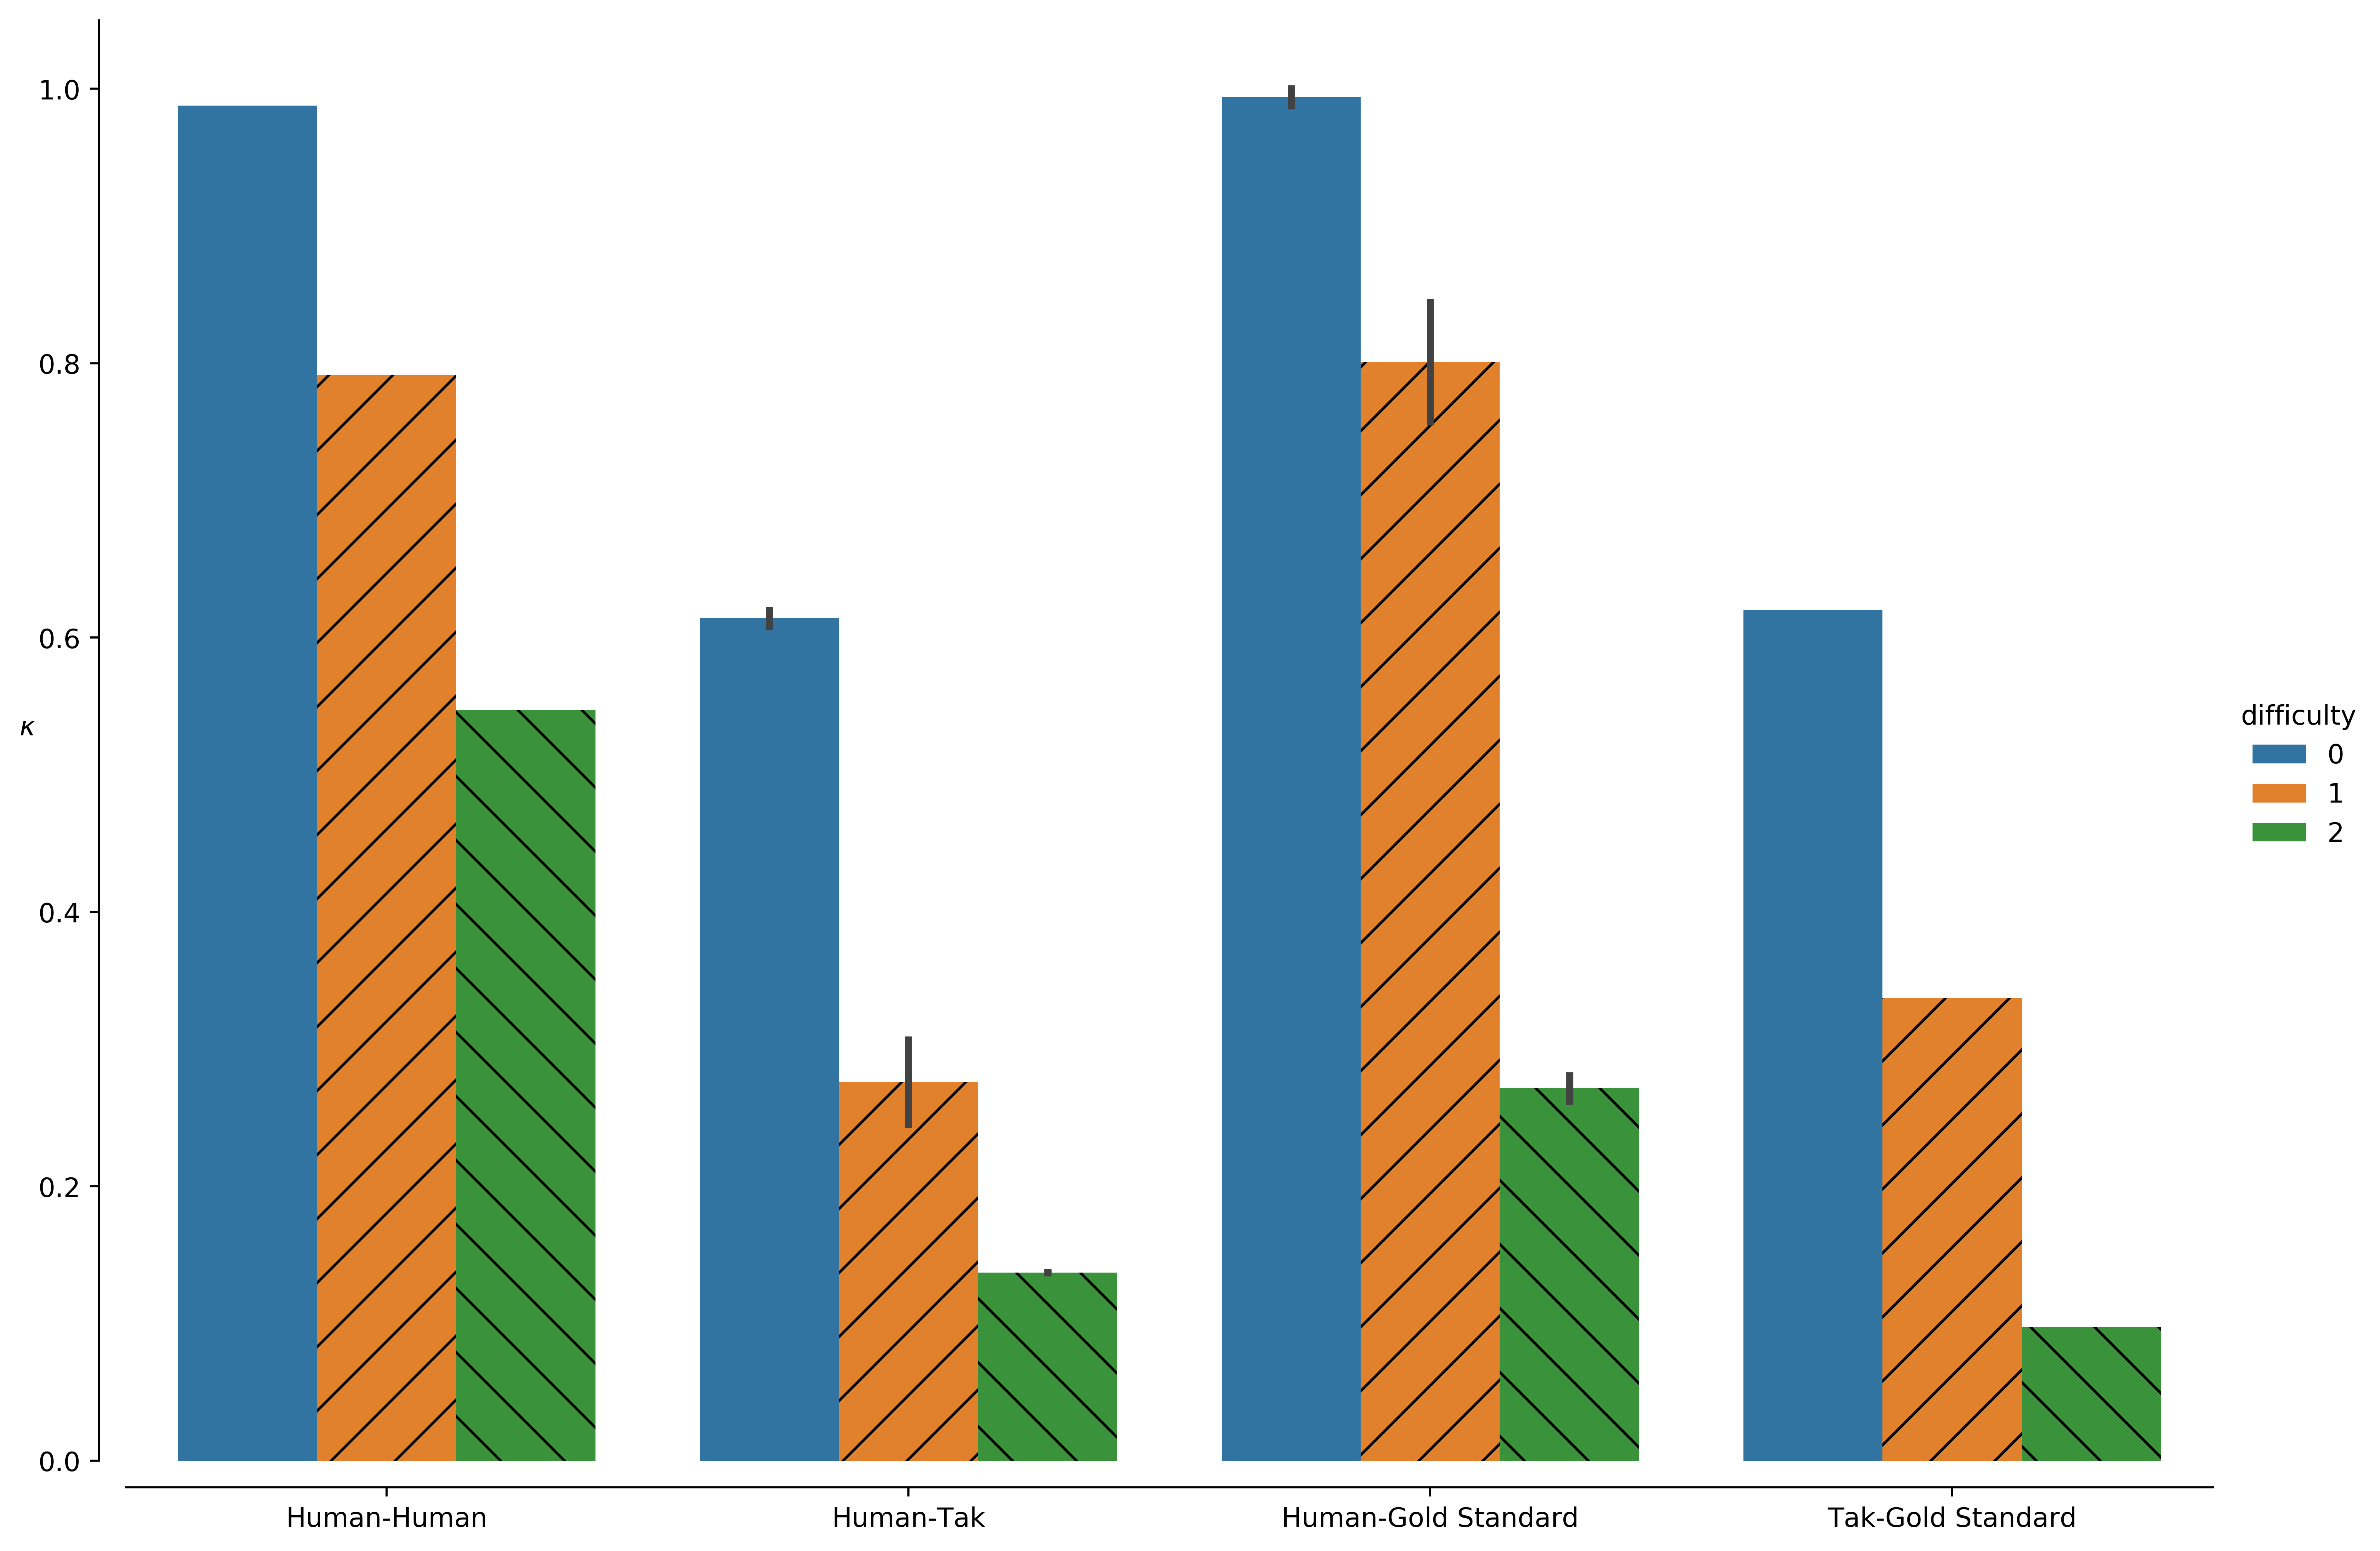 1.0
0.8
0.6
0.4
0.2
0.0
κ
Human-Human
Human-Tak
Human-Gold Standard
Tak-Gold Standard
difficulty
0
1
2